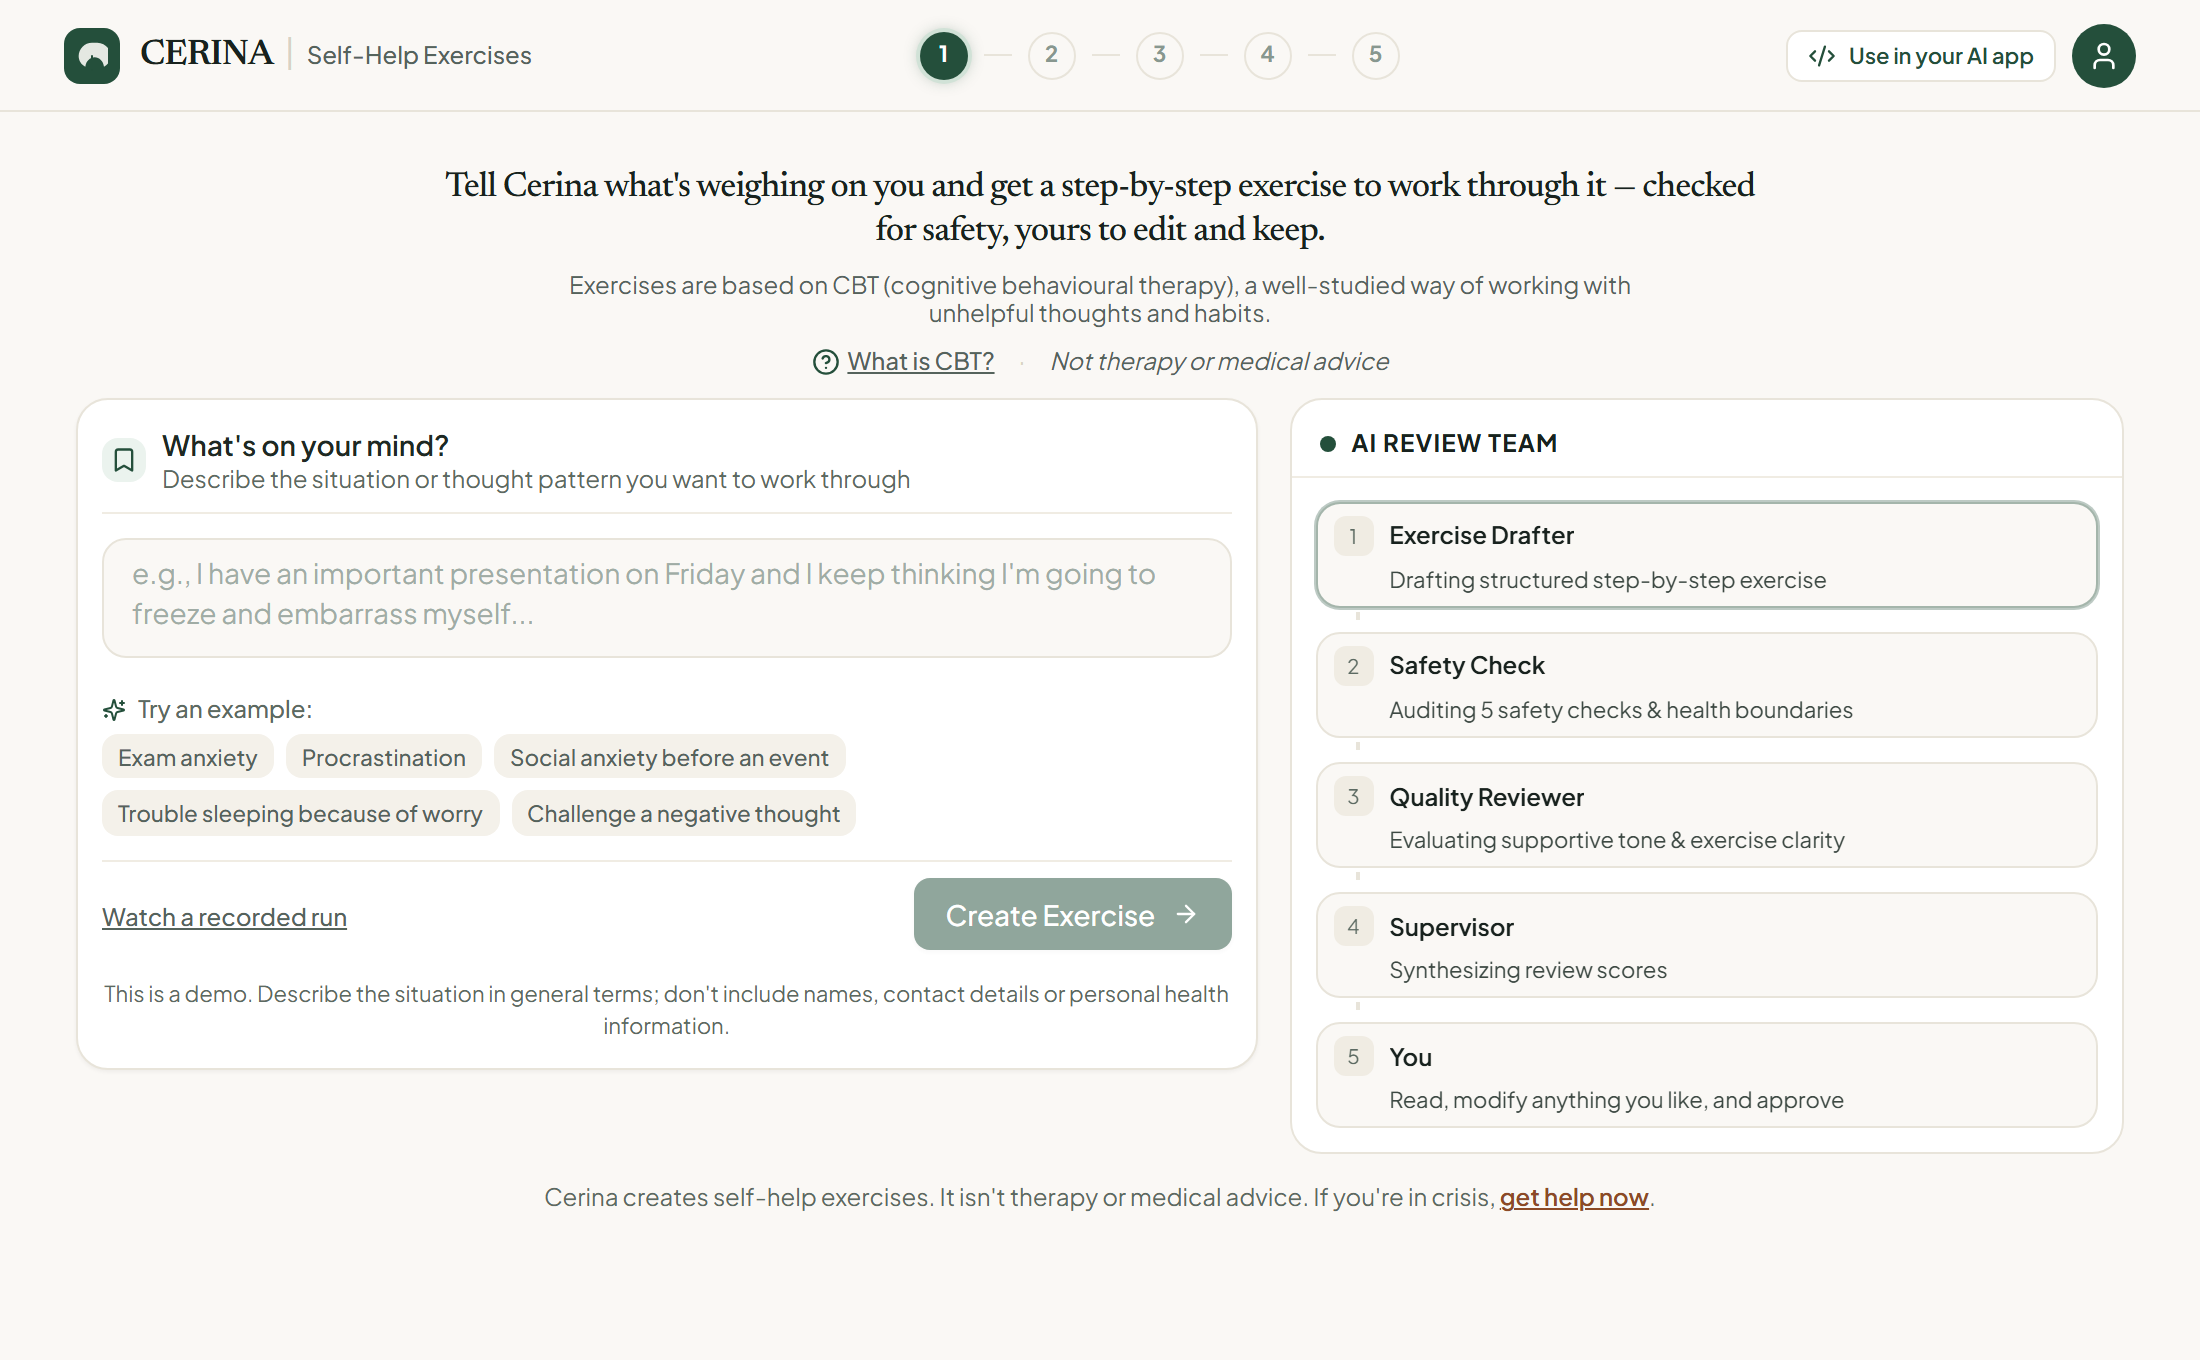 CERINA
Self-Help Exercises
1
2
3
4
5
Use in your AI app
Tell Cerina what's weighing on you and get a step-by-step exercise to work through it — checked
for safety, yours to edit and keep.
Exercises are based on CBT (cognitive behavioural therapy), a well-studied way of working with
unhelpful thoughts and habits.
What is CBT? · Not therapy or medical advice
What's on your mind?
Describe the situation or thought pattern you want to work through
e.g., I have an important presentation on Friday and I keep thinking I'm going to
freeze and embarrass myself...
Try an example:
Exam anxiety
Procrastination
Social anxiety before an event
Trouble sleeping because of worry
Challenge a negative thought
Watch a recorded run
Create Exercise
This is a demo. Describe the situation in general terms; don't include names, contact details or personal health
information.
AI REVIEW TEAM
1
Exercise Drafter
Drafting structured step-by-step exercise
2
Safety Check
Auditing 5 safety checks & health boundaries
3
Quality Reviewer
Evaluating supportive tone & exercise clarity
4
Supervisor
Synthesizing review scores
5
You
Read, modify anything you like, and approve
Cerina creates self-help exercises. It isn't therapy or medical advice. If you're in crisis, get help now.